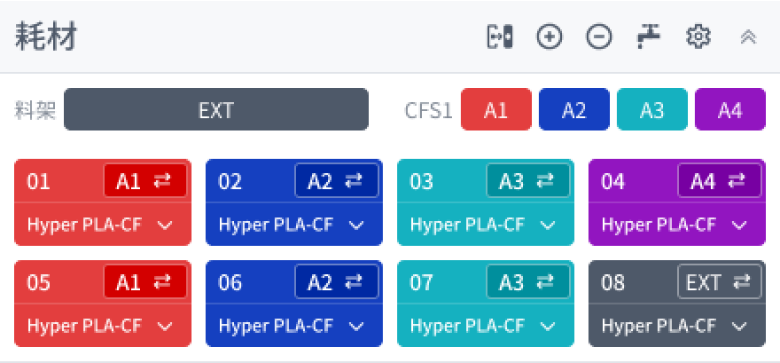 耗材
料架 EXT CFS1 A1 A2 A3 A4
01 A1 02 A2 03 A3 04 A4
Hyper PLA-CF Hyper PLA-CF Hyper PLA-CF Hyper PLA-CF
05 A1 06 A2 07 A3 08 EXT
Hyper PLA-CF Hyper PLA-CF Hyper PLA-CF Hyper PLA-CF